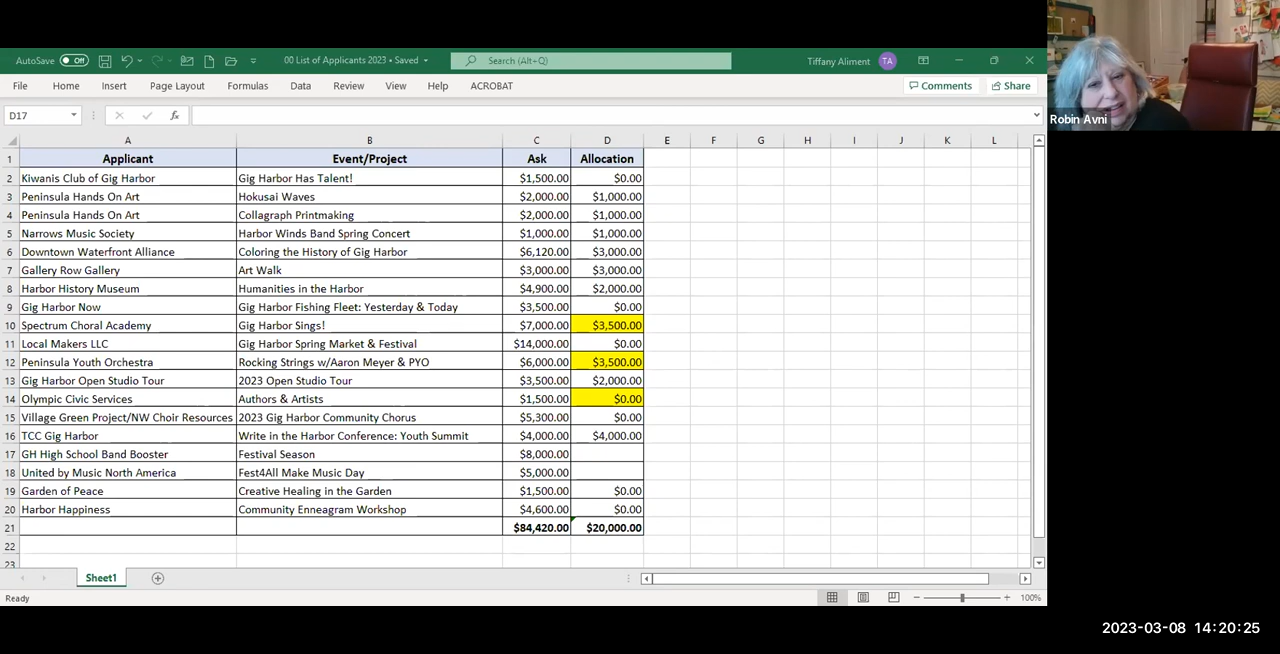 AutoSave Off 00 List of Applicants 2023 • Saved Search (Alt+Q) Tiffany Aliment TA
File Home Insert Page Layout Formulas Data Review View Help ACROBAT Comments Share
D17 fx
A B C D E F G H I J K L
1 Applicant Event/Project Ask Allocation
2 Kiwanis Club of Gig Harbor Gig Harbor Has Talent! $1,500.00 $0.00
3 Peninsula Hands On Art Hokusai Waves $2,000.00 $1,000.00
4 Peninsula Hands On Art Collagraph Printmaking $2,000.00 $1,000.00
5 Narrows Music Society Harbor Winds Band Spring Concert $1,000.00 $1,000.00
6 Downtown Waterfront Alliance Coloring the History of Gig Harbor $6,120.00 $3,000.00
7 Gallery Row Gallery Art Walk $3,000.00 $3,000.00
8 Harbor History Museum Humanities in the Harbor $4,900.00 $2,000.00
9 Gig Harbor Now Gig Harbor Fishing Fleet: Yesterday & Today $3,500.00 $0.00
10 Spectrum Choral Academy Gig Harbor Sings! $7,000.00 $3,500.00
11 Local Makers LLC Gig Harbor Spring Market & Festival $14,000.00 $0.00
12 Peninsula Youth Orchestra Rocking Strings w/Aaron Meyer & PYO $6,000.00 $3,500.00
13 Gig Harbor Open Studio Tour 2023 Open Studio Tour $3,500.00 $2,000.00
14 Olympic Civic Services Authors & Artists $1,500.00 $0.00
15 Village Green Project/NW Choir Resources 2023 Gig Harbor Community Chorus $5,300.00 $0.00
16 TCC Gig Harbor Write in the Harbor Conference: Youth Summit $4,000.00 $4,000.00
17 GH High School Band Booster Festival Season $8,000.00
18 United by Music North America Fest4All Make Music Day $5,000.00
19 Garden of Peace Creative Healing in the Garden $1,500.00 $0.00
20 Harbor Happiness Community Enneagram Workshop $4,600.00 $0.00
21 $84,420.00 $20,000.00
22
23
Sheet1
Ready 100%
Robin Avni
2023-03-08 14:20:25